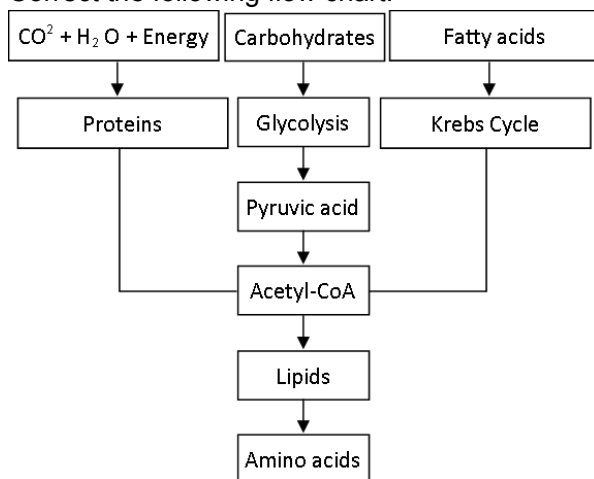 Correct the following flow chart.
CO² + H₂ O + Energy
Carbohydrates
Fatty acids
Proteins
Glycolysis
Krebs Cycle
Pyruvic acid
Acetyl-CoA
Lipids
Amino acids